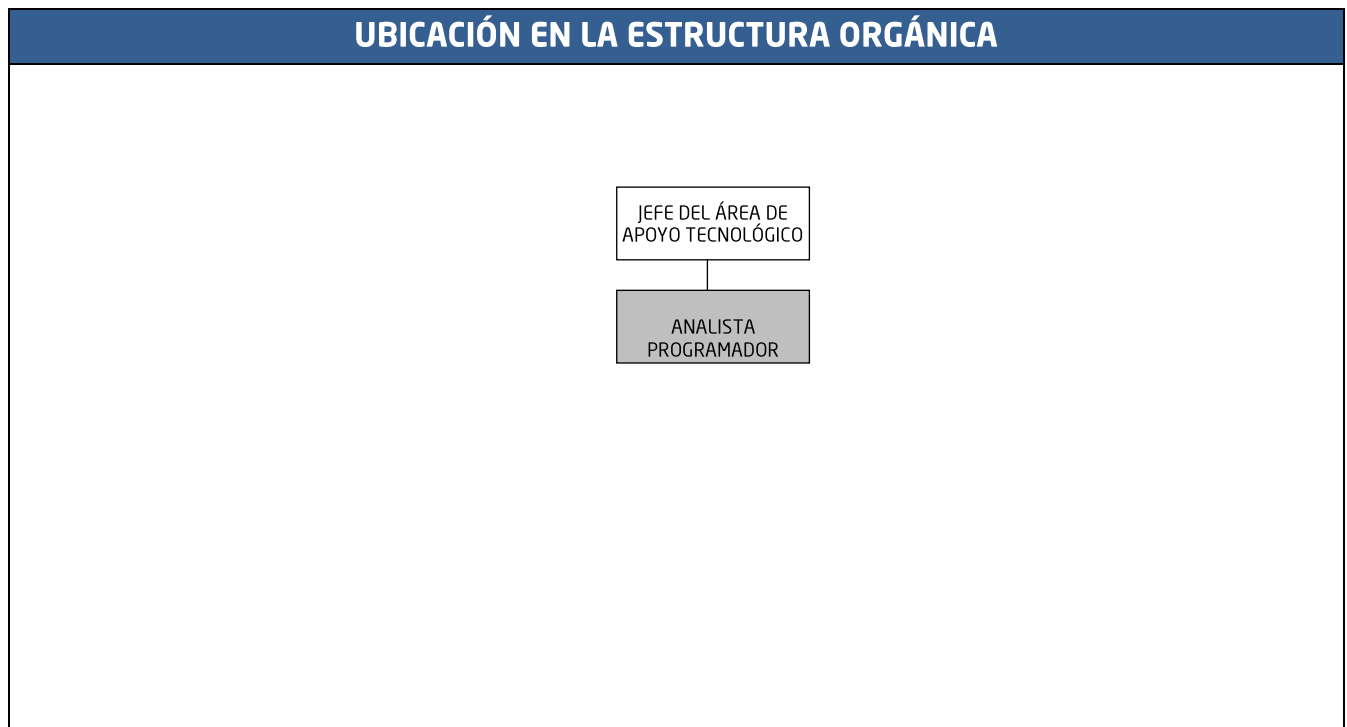 UBICACIÓN EN LA ESTRUCTURA ORGÁNICA
JEFE DEL ÁREA DE
APOYO TECNOLÓGICO
ANALISTA
PROGRAMADOR